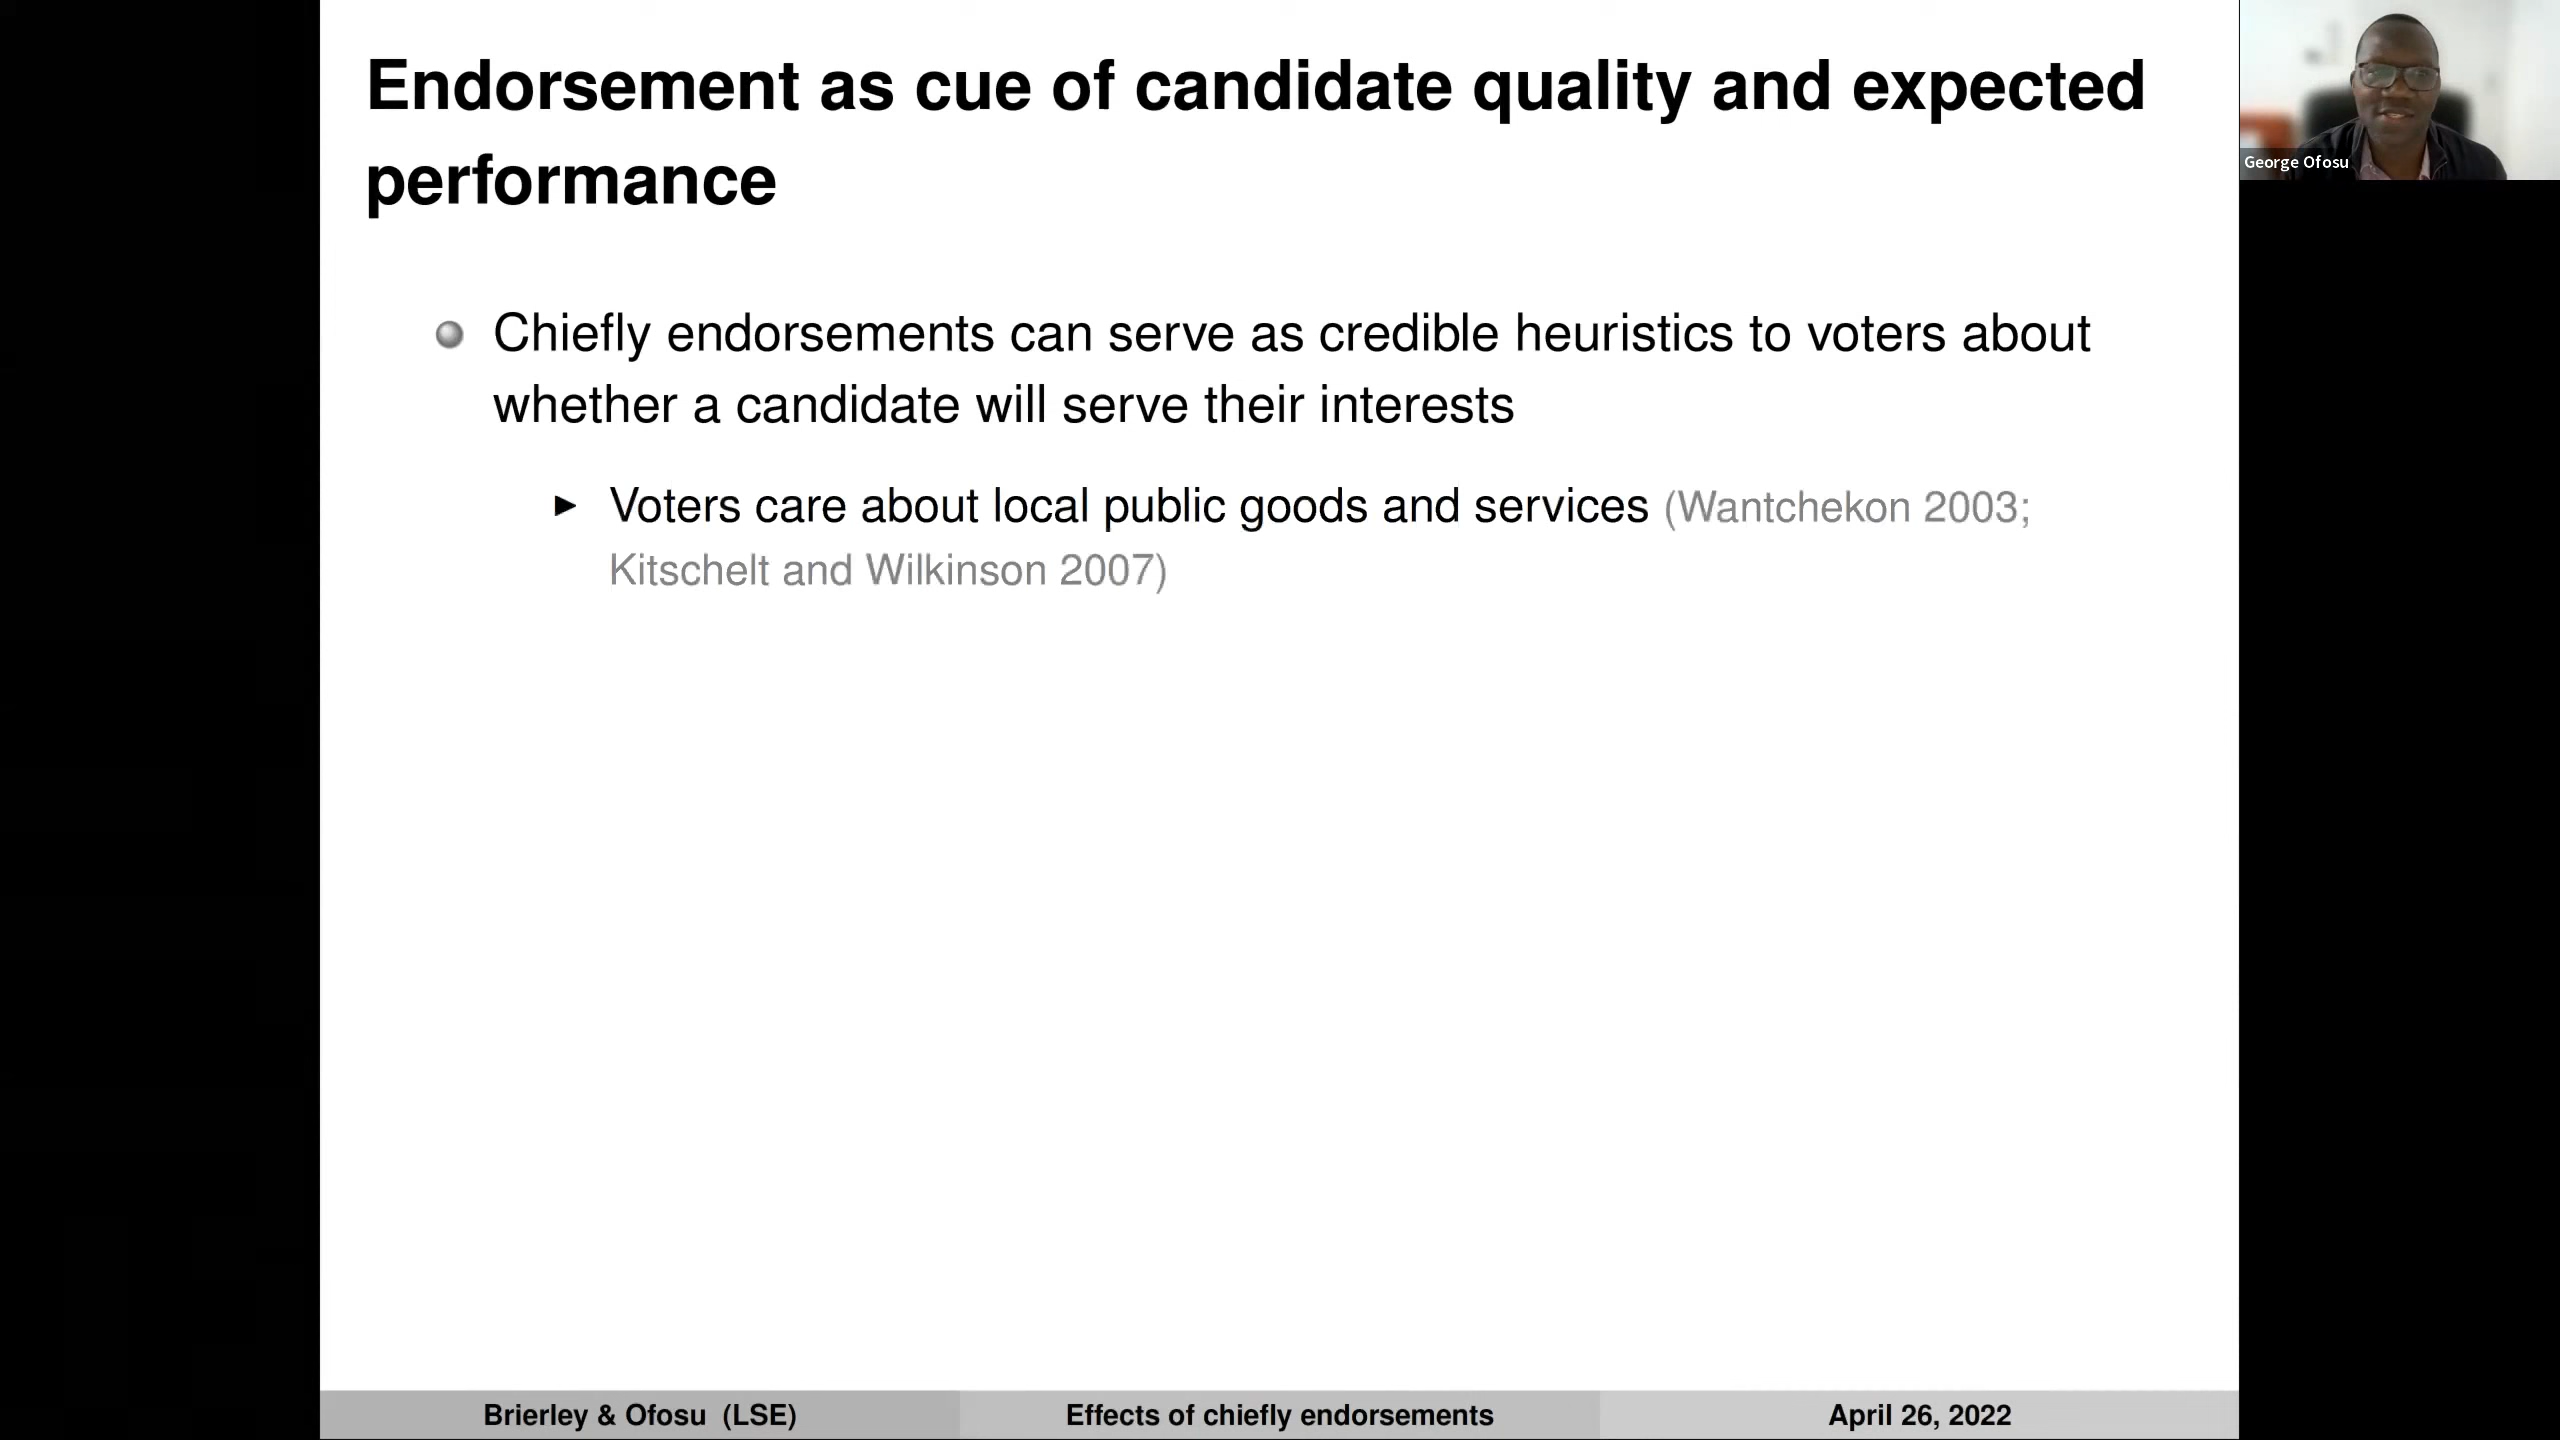 Endorsement as cue of candidate quality and expected
performance
Chiefly endorsements can serve as credible heuristics to voters about
whether a candidate will serve their interests
Voters care about local public goods and services (Wantchekon 2003;
Kitschelt and Wilkinson 2007)
George Ofosu
Brierley & Ofosu (LSE)
Effects of chiefly endorsements
April 26, 2022